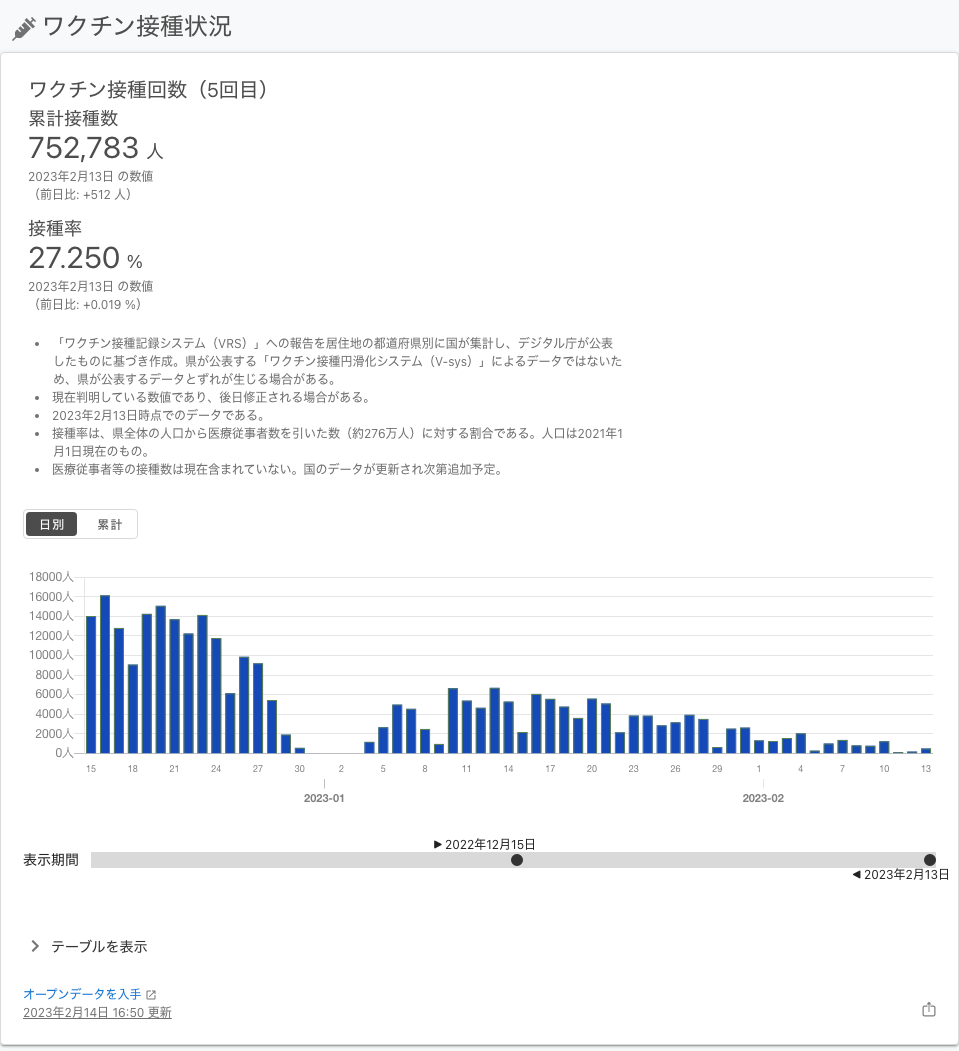 ワクチン接種状況
ワクチン接種回数（5回目）
累計接種数
752,783 人
2023年2月13日 の数値
（前日比: +512 人）
接種率
27.250 %
2023年2月13日 の数値
（前日比: +0.019 %）
• 「ワクチン接種記録システム（VRS）」への報告を居住地の都道府県別に国が集計し、デジタル庁が公表
したものに基づき作成。県が公表する「ワクチン接種円滑化システム（V-sys）」によるデータではないた
め、県が公表するデータとずれが生じる場合がある。
• 現在判明している数値であり、後日修正される場合がある。
• 2023年2月13日時点でのデータである。
• 接種率は、県全体の人口から医療従事者数を引いた数（約276万人）に対する割合である。人口は2021年1
月1日現在のもの。
• 医療従事者等の接種数は現在含まれていない。国のデータが更新され次第追加予定。
日別 累計
18000人
16000人
14000人
12000人
10000人
8000人
6000人
4000人
2000人
0人
15 18 21 24 27 30 2 5 8 11 14 17 20 23 26 29 1 4 7 10 13
2023-01 2023-02
▶ 2022年12月15日
表示期間
◀ 2023年2月13日
テーブルを表示
オープンデータを入手
2023年2月14日 16:50 更新